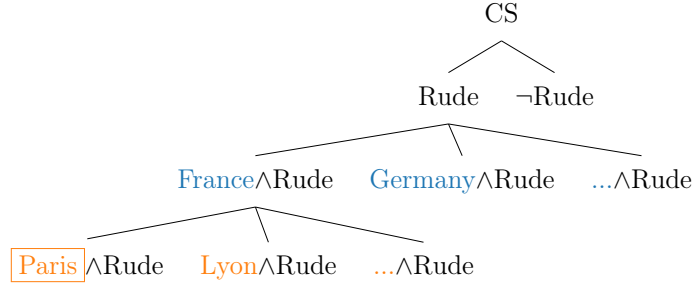 CS
Rude ¬Rude
France∧Rude Germany∧Rude ...∧Rude
Paris∧Rude Lyon∧Rude ...∧Rude